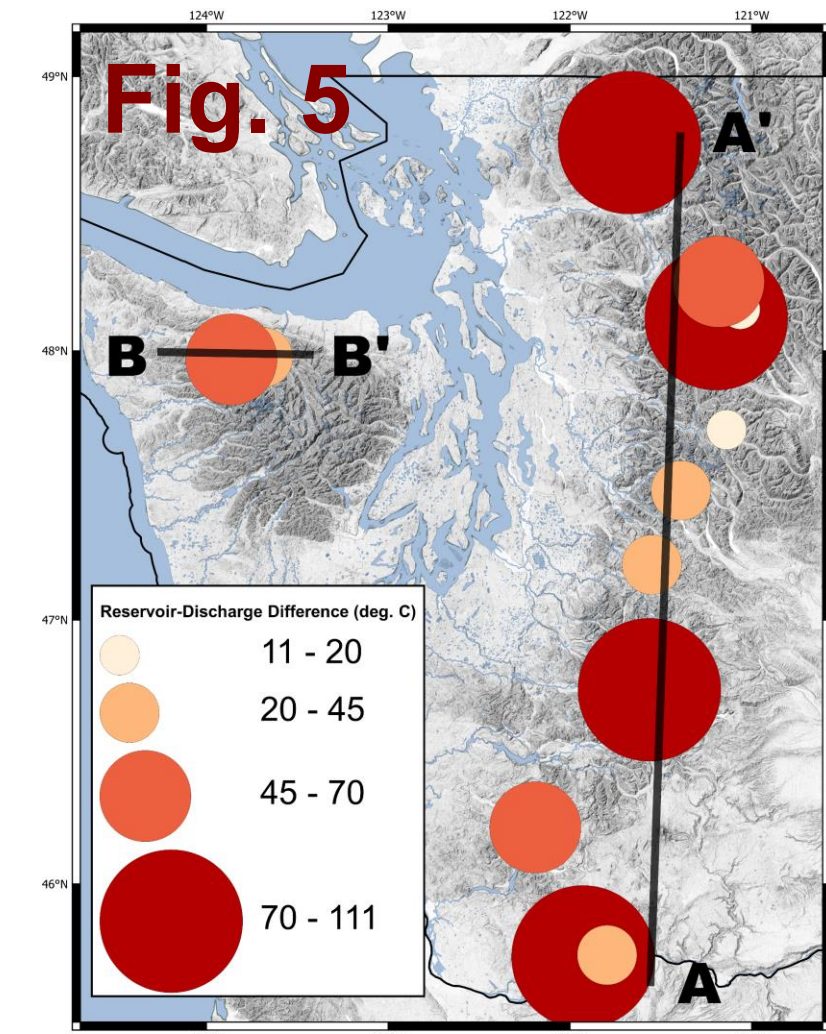 124°W 123°W 122°W 121°W
49°N
Fig. 5
A'
48°N
B B'
47°N
Reservoir-Discharge Difference (deg. C)
11 - 20
20 - 45
45 - 70
46°N
70 - 111
A